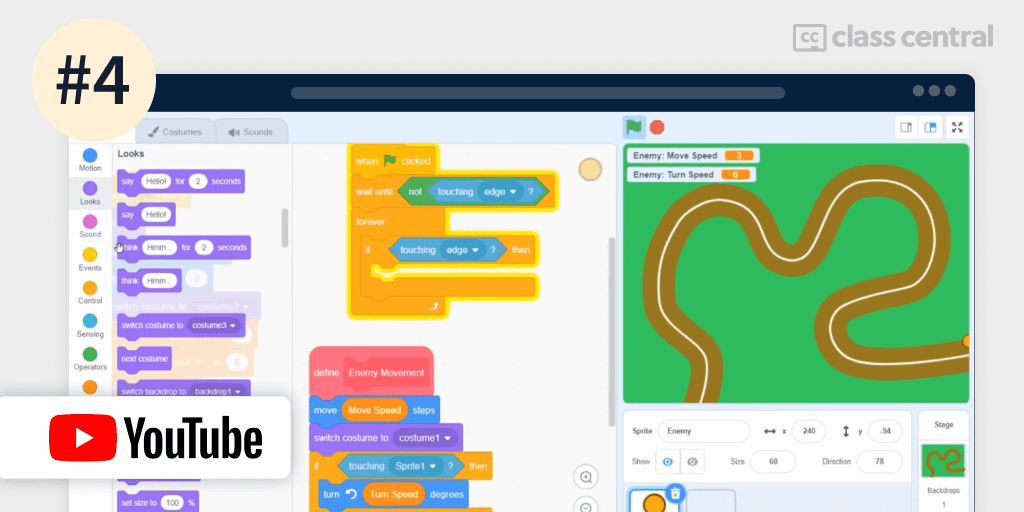 #4
class central
Costumes
Sounds
Motion
Looks
Sound
Events
Control
Sensing
Operators
Looks
say Hello! for 2 seconds
say Hello!
think Hmm... for 2 seconds
think Hmm...
switch costume to costume3
next costume
switch backdrop to backdrop1
set size to 100 %
YouTube
when clicked
wait until not touching edge ?
forever
if touching edge ? then
define Enemy Movement
move Move Speed steps
switch costume to costume1
if touching Sprite1 ? then
turn Turn Speed degrees
Enemy: Move Speed 3
Enemy: Turn Speed 6
Sprite Enemy x 240 y -94
Show Size 60 Direction 78
Stage
Backdrops
1